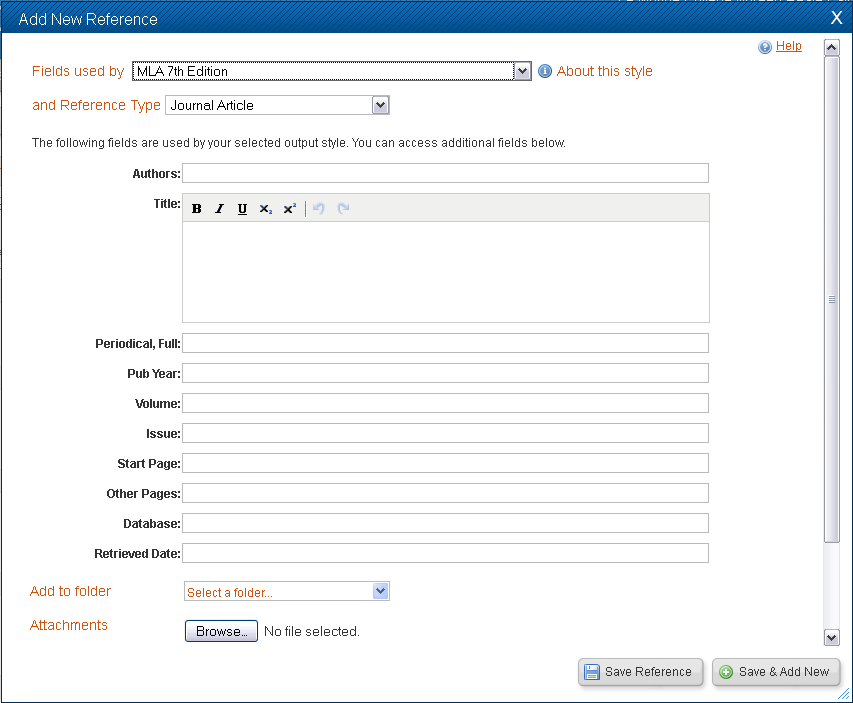 Add New Reference X
Help
Fields used by MLA 7th Edition About this style
and Reference Type Journal Article
The following fields are used by your selected output style. You can access additional fields below.
Authors:
Title: B I U x₂ x²
Periodical, Full:
Pub Year:
Volume:
Issue:
Start Page:
Other Pages:
Database:
Retrieved Date:
Add to folder Select a folder...
Attachments Browse... No file selected.
Save Reference Save & Add New